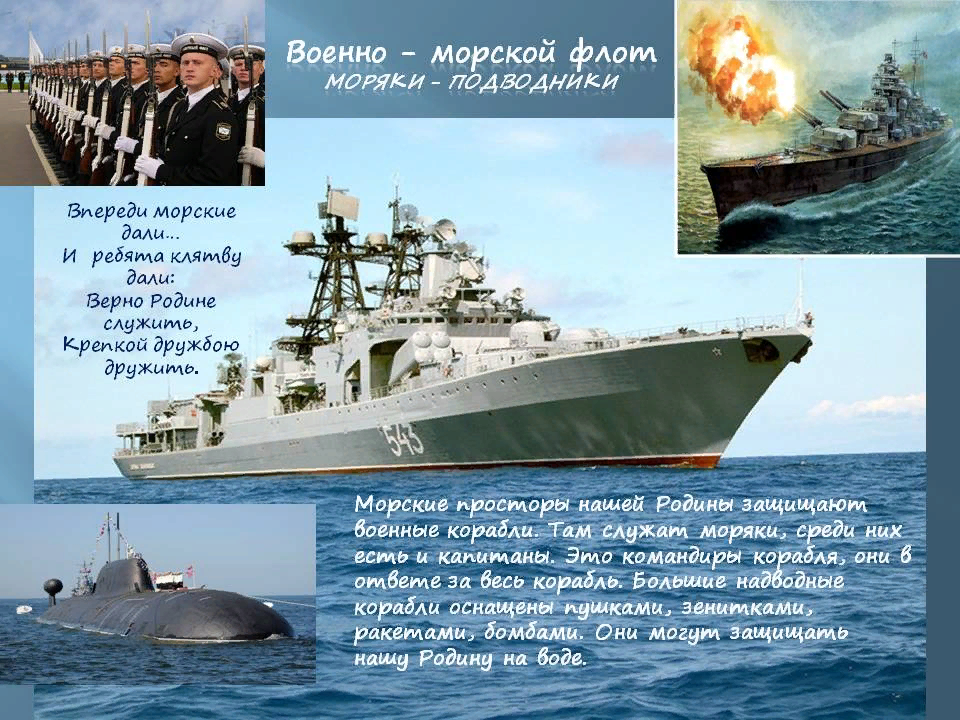 Военно - морской флот
МОРЯКИ - ПОДВОДНИКИ
Впереди морские
дали...
И ребята клятву
дали:
Верно Родине
служить,
Крепкой дружбою
дружить.
543
Морские просторы нашей Родины защищают
военные корабли. Там служат моряки, среди них
есть и капитаны. Это командиры корабля, они в
ответе за весь корабль. Большие надводные
корабли оснащены пушками, зенитками,
ракетами, бомбами. Они могут защищать
нашу Родину на воде.